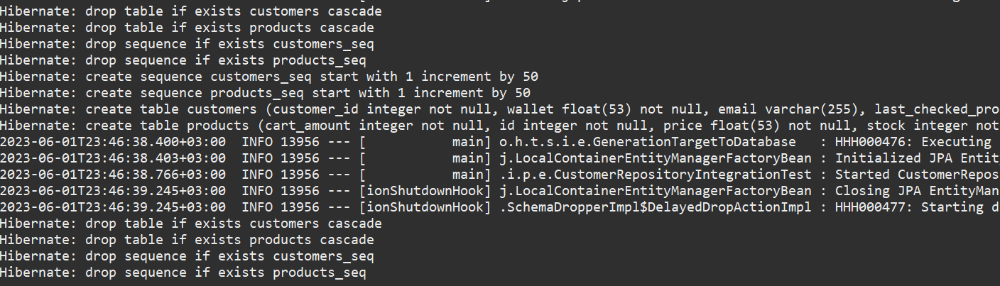 Hibernate: drop table if exists customers cascade
Hibernate: drop table if exists products cascade
Hibernate: drop sequence if exists customers_seq
Hibernate: drop sequence if exists products_seq
Hibernate: create sequence customers_seq start with 1 increment by 50
Hibernate: create sequence products_seq start with 1 increment by 50
Hibernate: create table customers (customer_id integer not null, wallet float(53) not null, email varchar(255), last_checked_pro
Hibernate: create table products (cart_amount integer not null, id integer not null, price float(53) not null, stock integer not
2023-06-01T23:46:38.400+03:00  INFO 13956 --- [           main] o.h.t.s.i.e.GenerationTargetToDatabase   : HHH000476: Executing
2023-06-01T23:46:38.403+03:00  INFO 13956 --- [           main] j.LocalContainerEntityManagerFactoryBean : Initialized JPA Entit
2023-06-01T23:46:38.766+03:00  INFO 13956 --- [           main] .i.p.e.CustomerRepositoryIntegrationTest : Started CustomerRepos
2023-06-01T23:46:39.245+03:00  INFO 13956 --- [ionShutdownHook] j.LocalContainerEntityManagerFactoryBean : Closing JPA EntityMan
2023-06-01T23:46:39.245+03:00  INFO 13956 --- [ionShutdownHook] .SchemaDropperImpl$DelayedDropActionImpl : HHH000477: Starting d
Hibernate: drop table if exists customers cascade
Hibernate: drop table if exists products cascade
Hibernate: drop sequence if exists customers_seq
Hibernate: drop sequence if exists products_seq